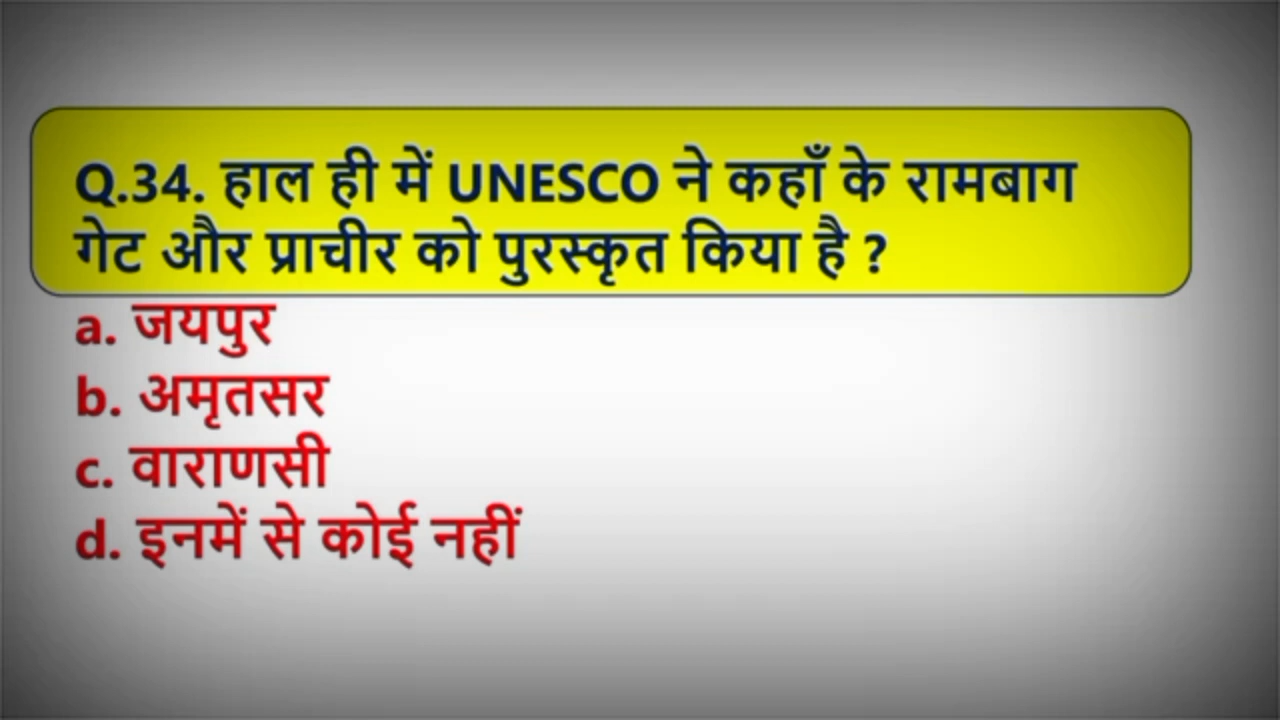 Q.34. हाल ही में UNESCO ने कहाँ के रामबाग
गेट और प्राचीर को पुरस्कृत किया है ?
a. जयपुर
b. अमृतसर
c. वाराणसी
d. इनमें से कोई नहीं